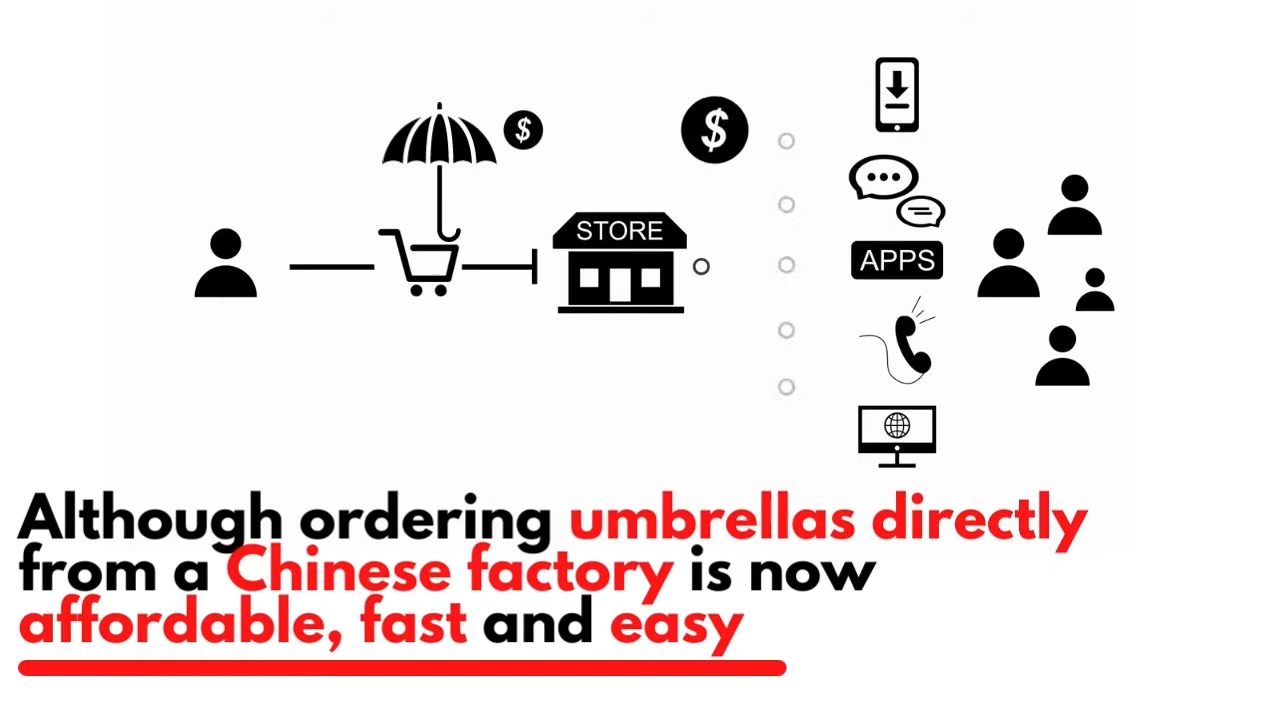 $
$
STORE
APPS
Although ordering umbrellas directly
from a Chinese factory is now
affordable, fast and easy